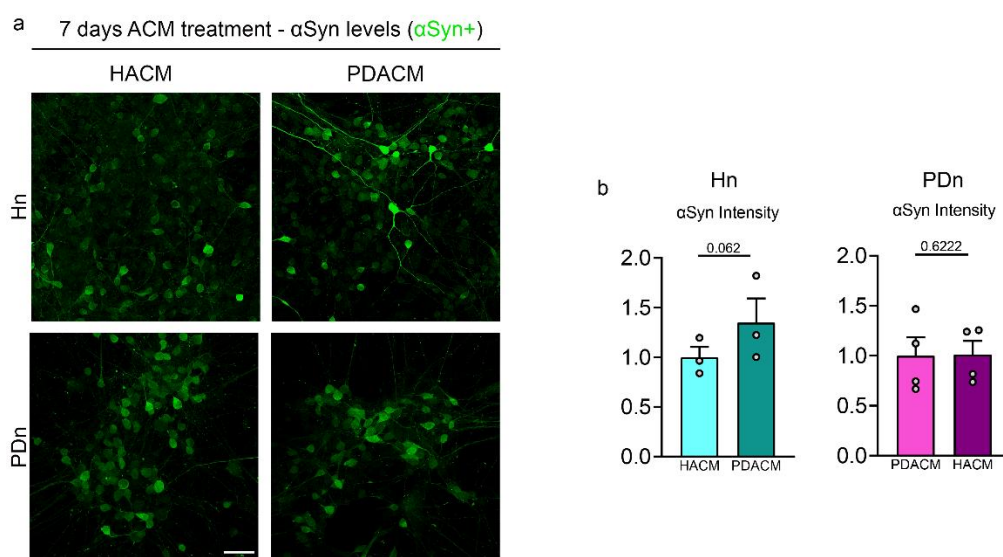 a
7 days ACM treatment - αSyn levels (αSyn+)
HACM PDACM
Hn
PDn
b
Hn
αSyn Intensity
0.062
2.0
1.5
1.0
0.5
0.0
HACM PDACM
PDn
αSyn Intensity
0.6222
2.0
1.5
1.0
0.5
0.0
PDACM HACM